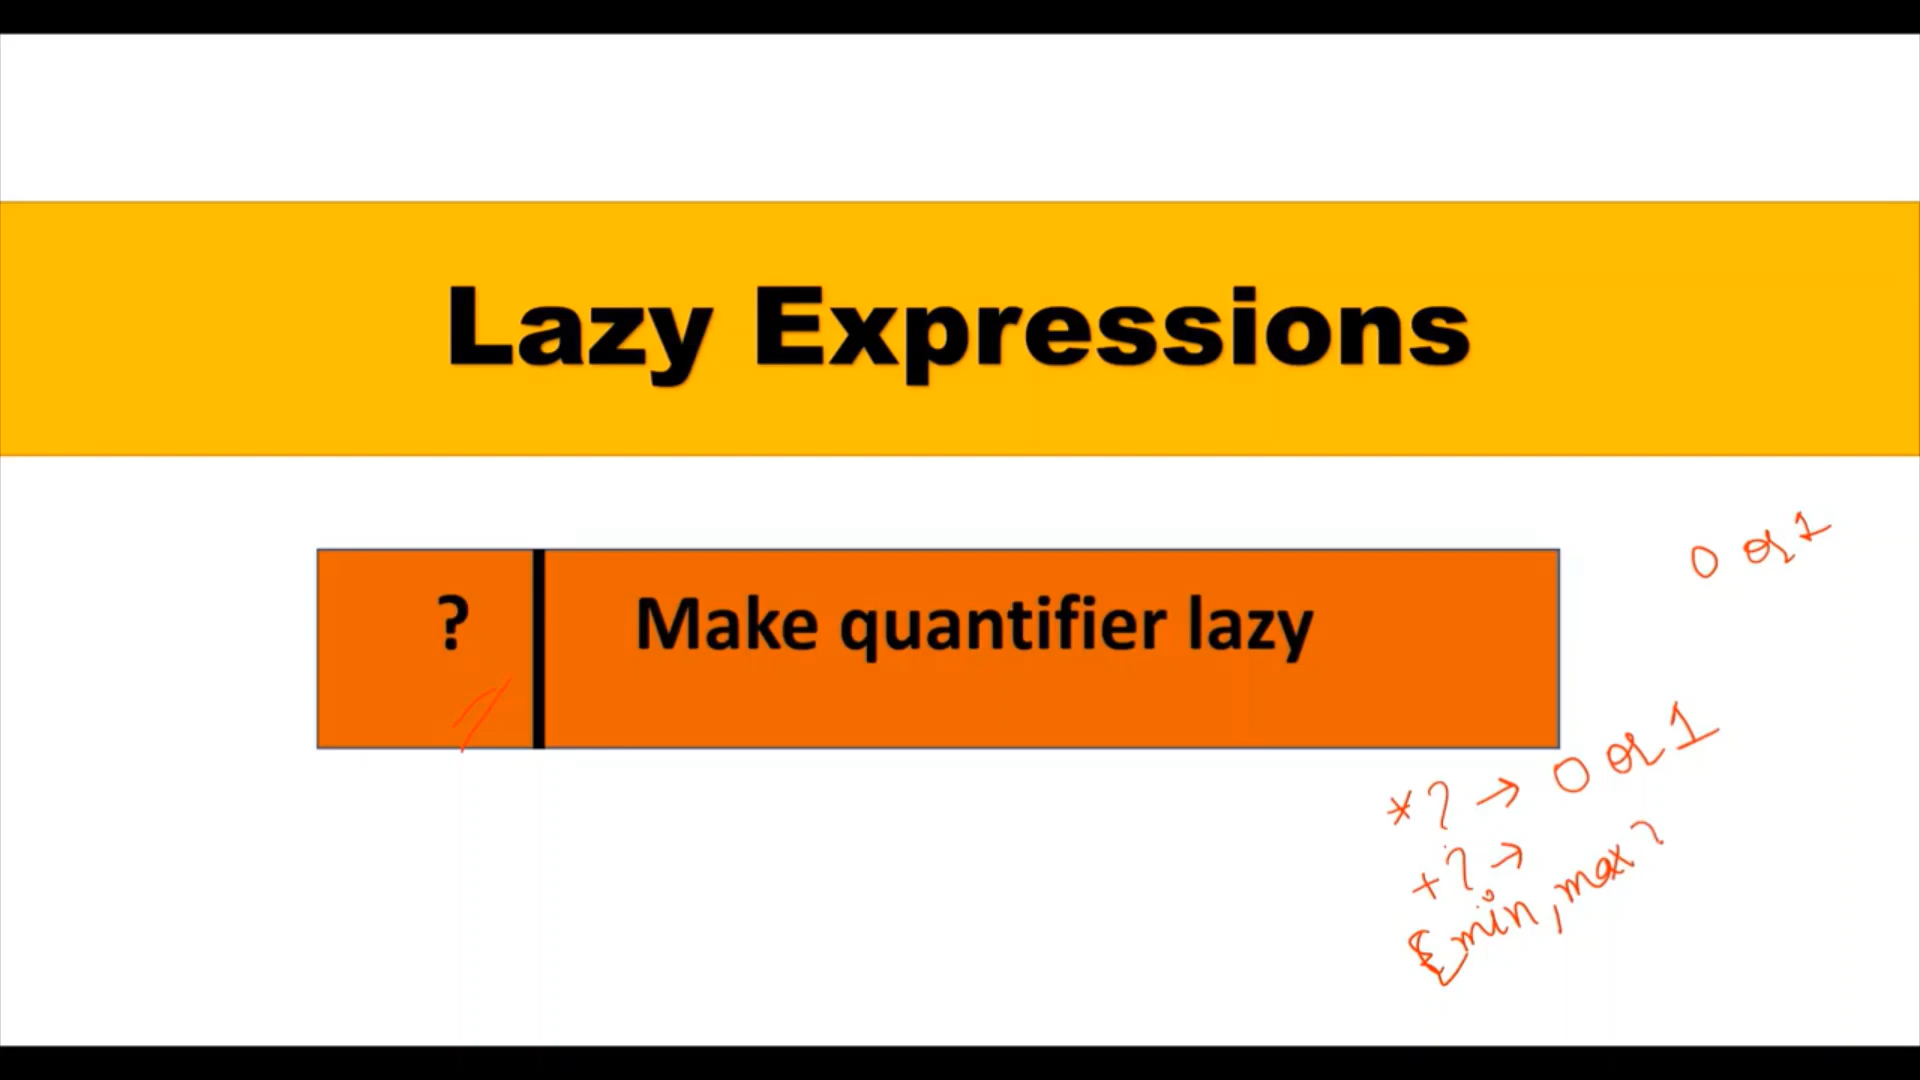 Lazy Expressions
0 or 1
? Make quantifier lazy
?
*? → 0 or 1
+? →
{min, max?